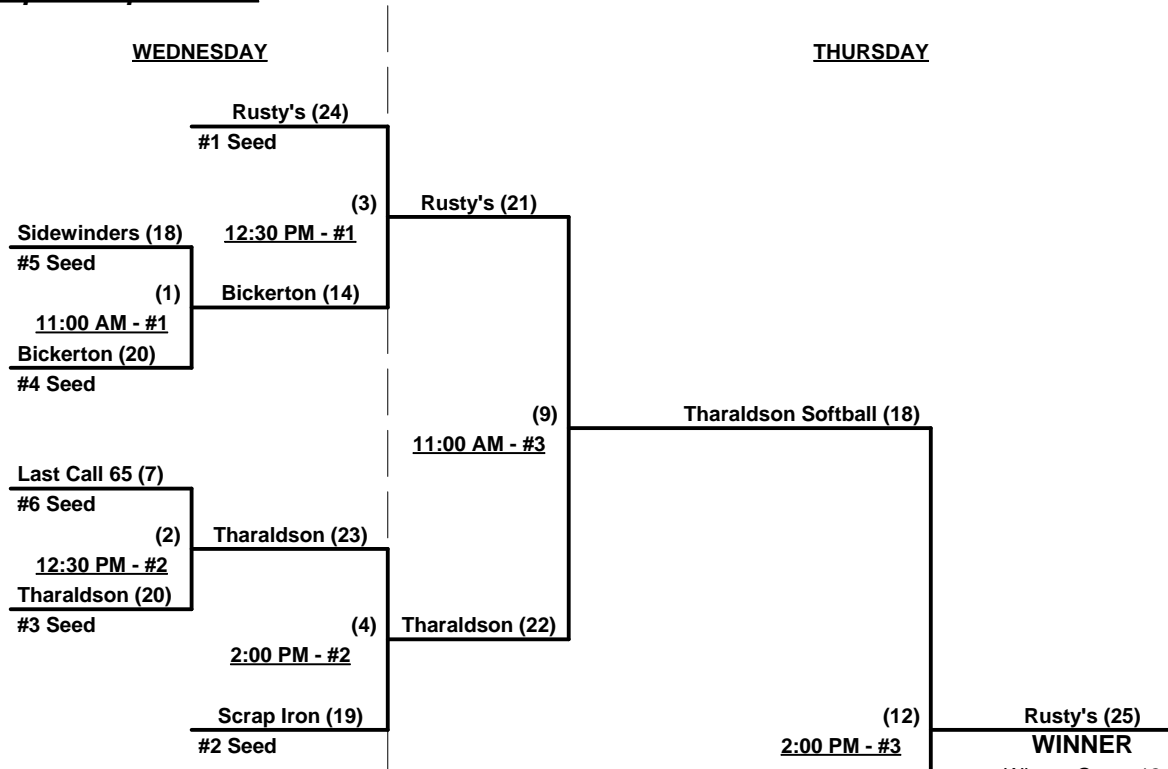 WEDNESDAY
THURSDAY
Rusty's (24)
#1 Seed
(3)
Rusty's (21)
Sidewinders (18)
12:30 PM - #1
#5 Seed
(1)
Bickerton (14)
11:00 AM - #1
Bickerton (20)
#4 Seed
(9)
Tharaldson Softball (18)
11:00 AM - #3
Last Call 65 (7)
#6 Seed
(2)
Tharaldson (23)
12:30 PM - #2
Tharaldson (20)
#3 Seed
(4)
Tharaldson (22)
2:00 PM - #2
Scrap Iron (19)
(12)
Rusty's (25)
#2 Seed
2:00 PM - #3
WINNER